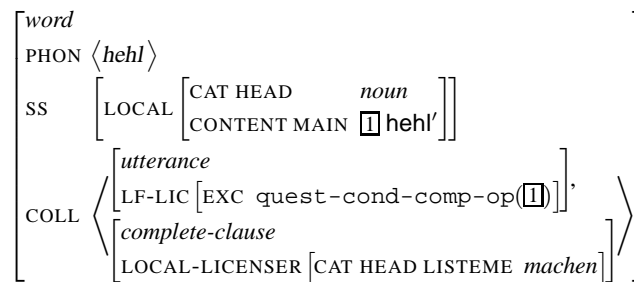 word
PHON ⟨hehl⟩
CAT HEAD noun
SS [LOCAL [CONTENT MAIN 1 hehl′]]
utterance
LF-LIC [EXC quest-cond-comp-op(1)],
COLL
complete-clause
LOCAL-LICENSER [CAT HEAD LISTEME machen]